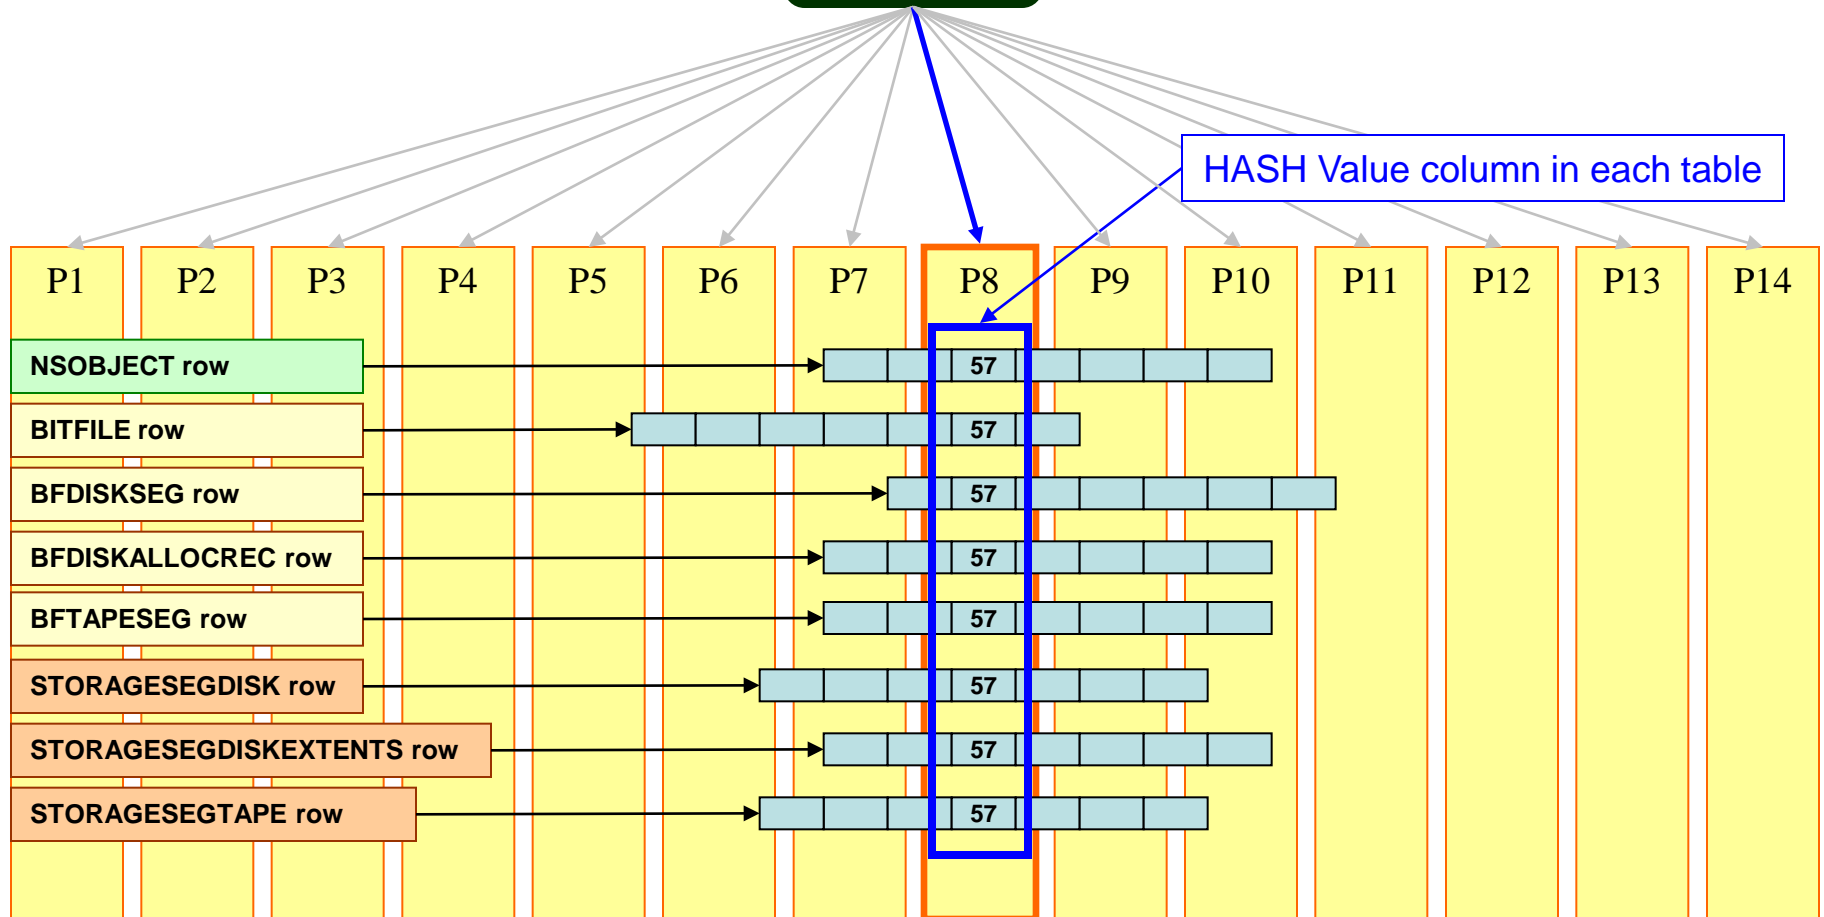 HASH Value column in each table
P1 P2 P3 P4 P5 P6 P7 P8 P9 P10 P11 P12 P13 P14
NSOBJECT row 57
BITFILE row 57
BFDISKSEG row 57
BFDISKALLOCREC row 57
BFTAPESEG row 57
STORAGESEGDISK row 57
STORAGESEGDISKEXTENTS row 57
STORAGESEGTAPE row 57